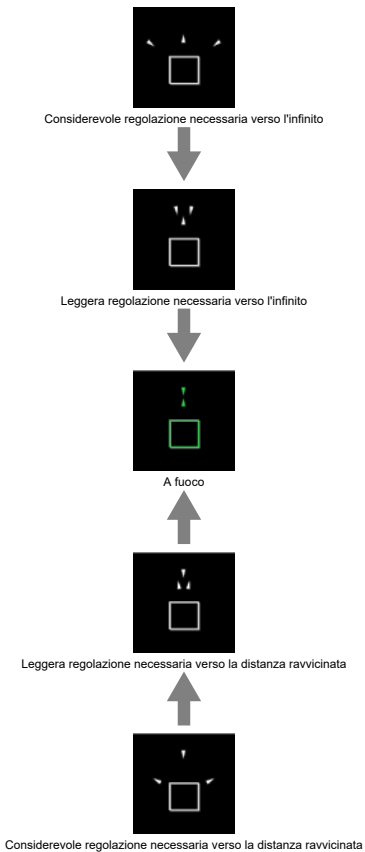 Considerevole regolazione necessaria verso l'infinito
Leggera regolazione necessaria verso l'infinito
A fuoco
Leggera regolazione necessaria verso la distanza ravvicinata
Considerevole regolazione necessaria verso la distanza ravvicinata